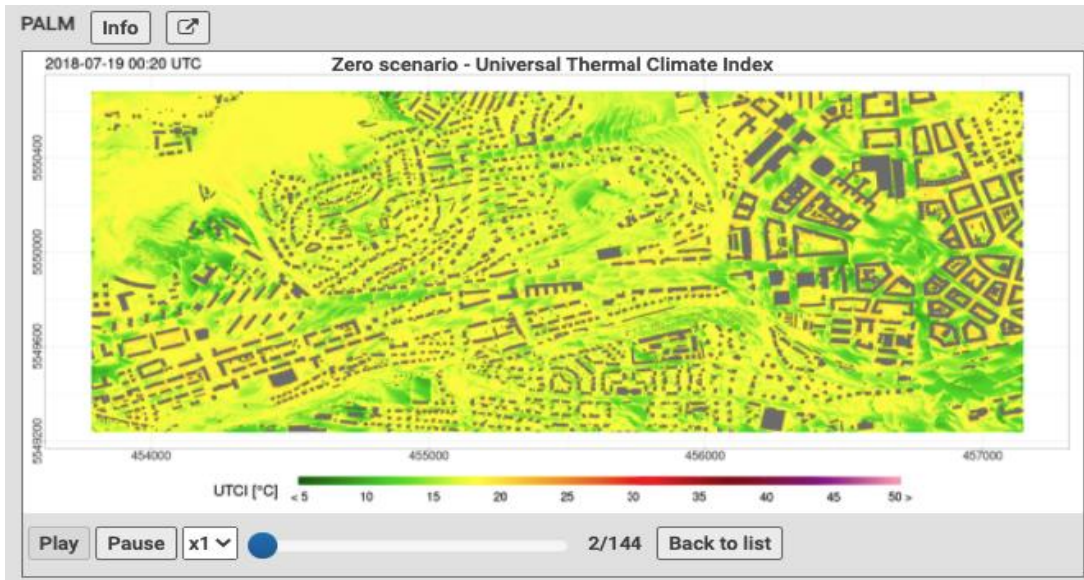 PALM Info
2018-07-19 00:20 UTC Zero scenario - Universal Thermal Climate Index
5550400
5550000
5549600
5549200
454000 455000 456000 457000
UTCI [°C] < 5 10 15 20 25 30 35 40 45 50 >
Play Pause x1 2/144 Back to list